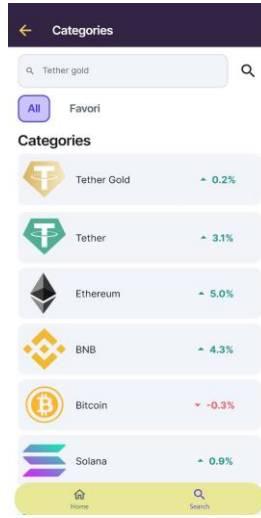 Categories
Tether gold
All Favori
Categories
Tether Gold 0.2%
Tether 3.1%
Ethereum 5.0%
BNB 4.3%
Bitcoin -0.3%
Solana 0.9%
Home Search